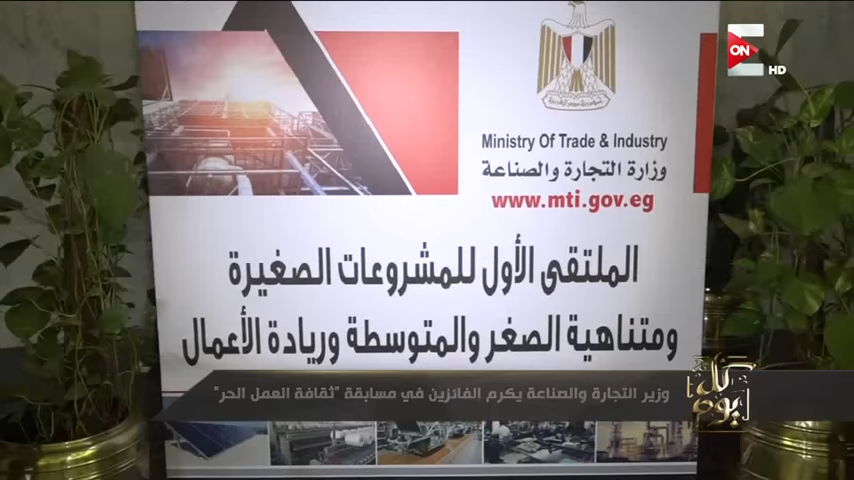 ON
E
HD
Ministry Of Trade & Industry
وزارة التجارة والصناعة
www.mti.gov.eg
الملتقى الأول للمشروعات الصغيرة
ومتناهية الصغر والمتوسطة وريادة الأعمال
وزير التجارة والصناعة يكرم الفائزين في مسابقة "ثقافة العمل الحر"
كل يوم